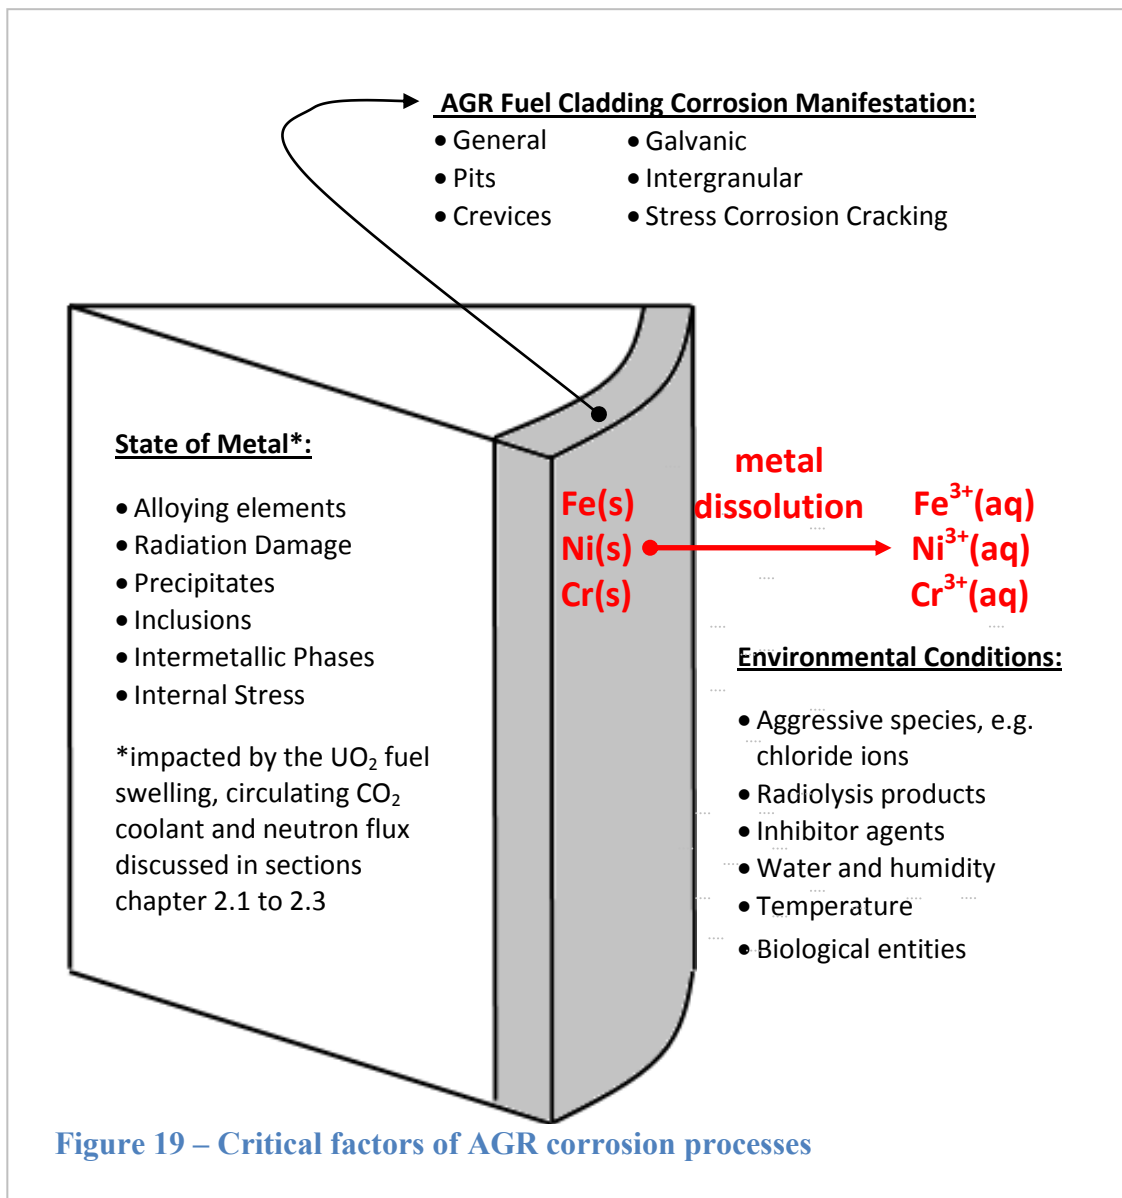 AGR Fuel Cladding Corrosion Manifestation:
• General
• Pits
• Crevices
• Galvanic
• Intergranular
• Stress Corrosion Cracking
State of Metal*:
• Alloying elements
• Radiation Damage
• Precipitates
• Inclusions
• Intermetallic Phases
• Internal Stress
*impacted by the UO₂ fuel
swelling, circulating CO₂
coolant and neutron flux
discussed in sections
chapter 2.1 to 2.3
Fe(s)
Ni(s)
Cr(s)
metal
dissolution
Fe³⁺(aq)
Ni³⁺(aq)
Cr³⁺(aq)
Environmental Conditions:
• Aggressive species, e.g.
chloride ions
• Radiolysis products
• Inhibitor agents
• Water and humidity
• Temperature
• Biological entities
Figure 19 – Critical factors of AGR corrosion processes